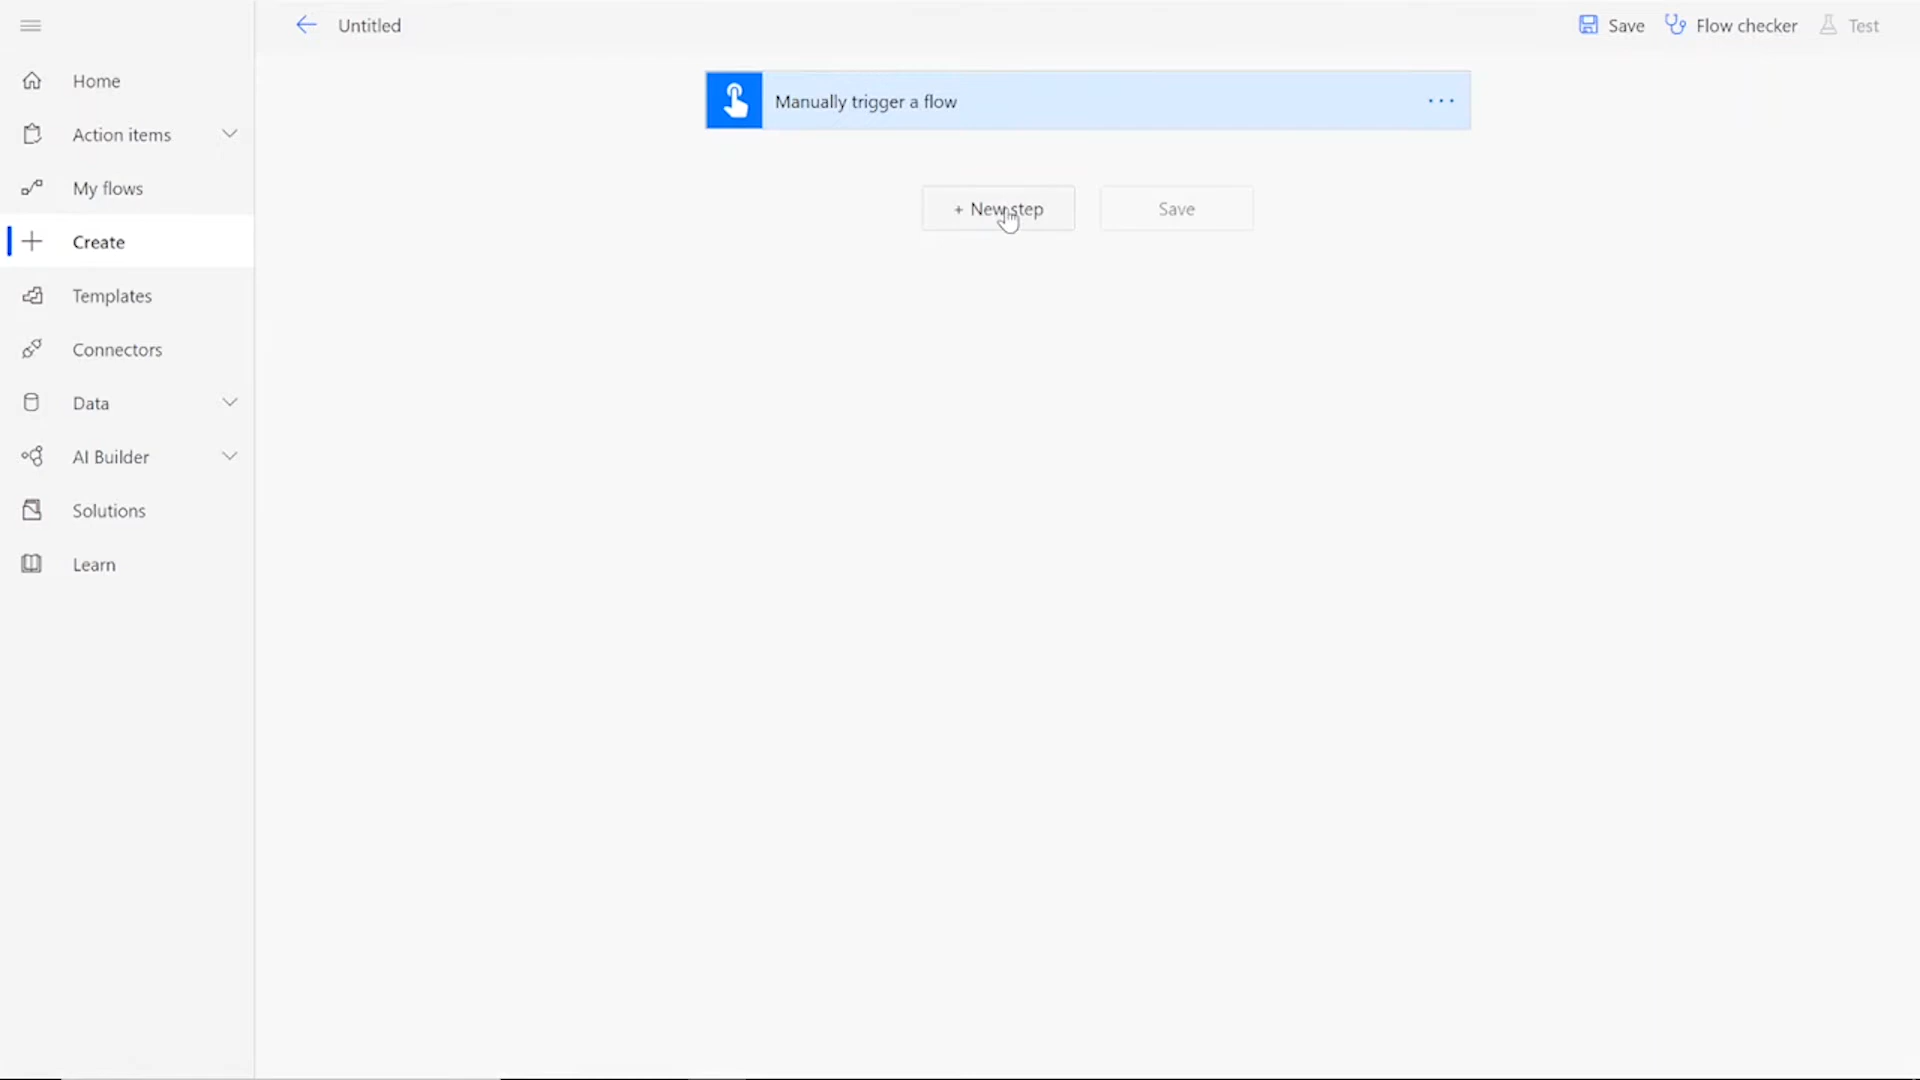 Untitled
Save
Flow checker
Test
Home
Action items
My flows
Create
Templates
Connectors
Data
AI Builder
Solutions
Learn
Manually trigger a flow
+ New step
Save